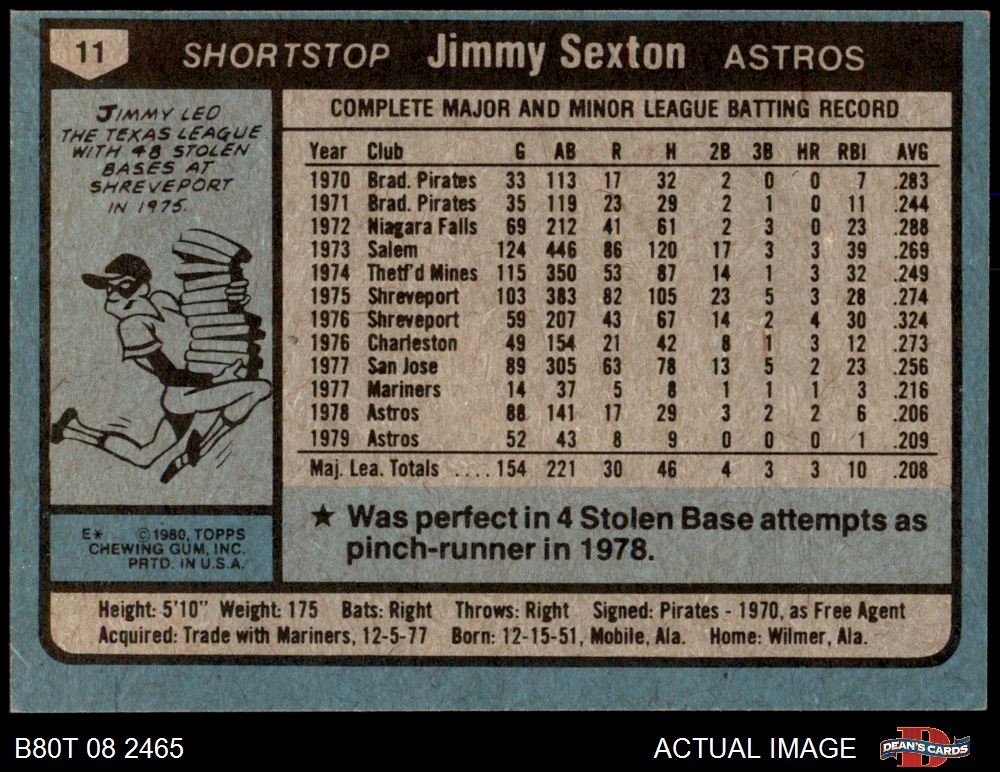 11 SHORTSTOP Jimmy Sexton ASTROS
JIMMY LED
THE TEXAS LEAGUE
WITH 48 STOLEN
BASES AT
SHREVEPORT
IN 1975.
COMPLETE MAJOR AND MINOR LEAGUE BATTING RECORD
Year Club G AB R H 2B 3B HR RBI AVG
1970 Brad. Pirates 33 113 17 32 2 0 0 7 .283
1971 Brad. Pirates 35 119 23 29 2 1 0 11 .244
1972 Niagara Falls 69 212 41 61 2 3 0 23 .288
1973 Salem 124 446 86 120 17 3 3 39 .269
1974 Thetf'd Mines 115 350 53 87 14 1 3 32 .249
1975 Shreveport 103 383 82 105 23 5 3 28 .274
1976 Shreveport 59 207 43 67 14 2 4 30 .324
1976 Charleston 49 154 21 42 8 1 3 12 .273
1977 San Jose 89 305 63 78 13 5 2 23 .256
1977 Mariners 14 37 5 8 1 1 1 3 .216
1978 Astros 88 141 17 29 3 2 2 6 .206
1979 Astros 52 43 8 9 0 0 0 1 .209
Maj. Lea. Totals .... 154 221 30 46 4 3 3 10 .208
★ Was perfect in 4 Stolen Base attempts as
pinch-runner in 1978.
E* ©1980, TOPPS
CHEWING GUM, INC.
PRTD. IN U.S.A.
Height: 5'10" Weight: 175 Bats: Right Throws: Right Signed: Pirates - 1970, as Free Agent
Acquired: Trade with Mariners, 12-5-77 Born: 12-15-51, Mobile, Ala. Home: Wilmer, Ala.
B80T 08 2465 ACTUAL IMAGE DEAN'S CARDS